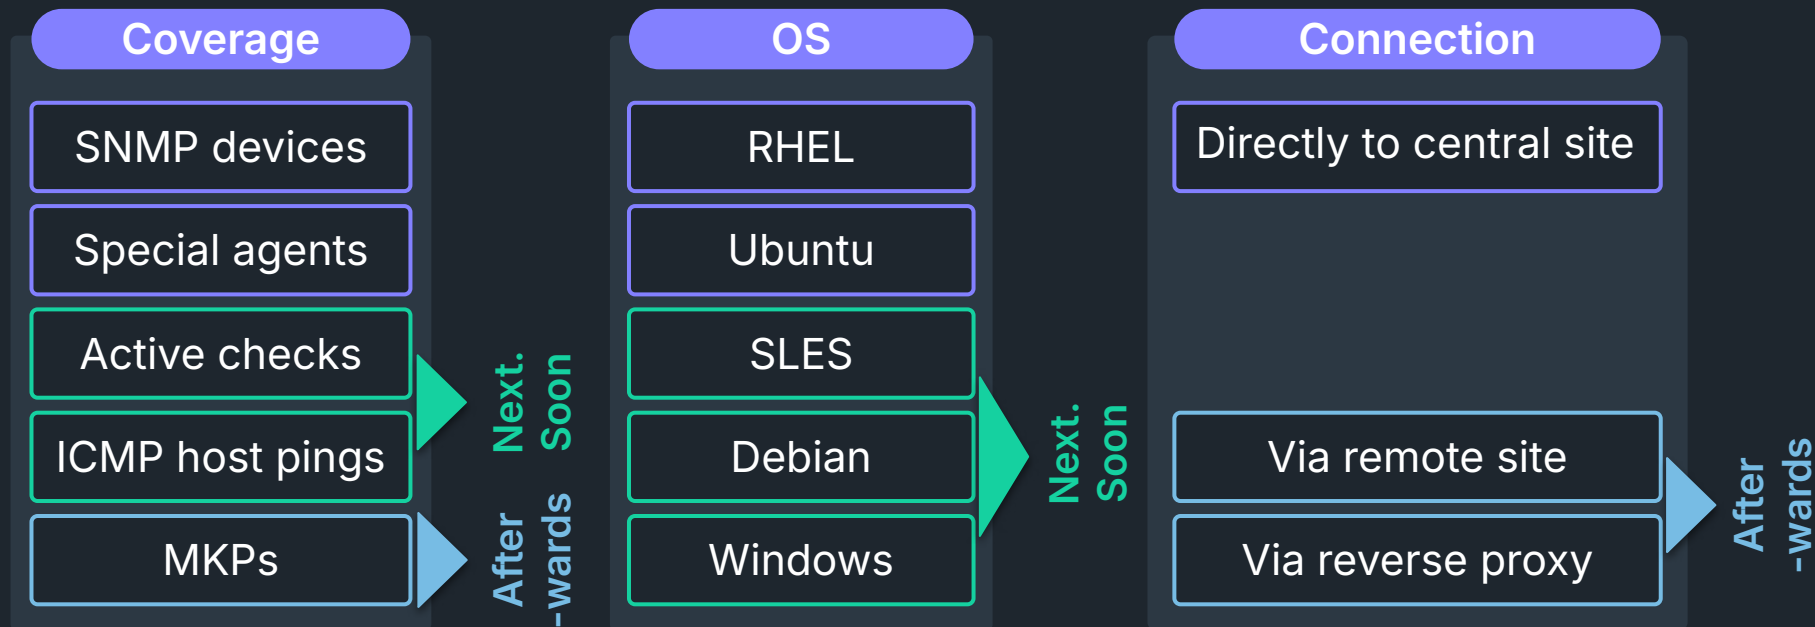 Coverage
SNMP devices
Special agents
Active checks
ICMP host pings
MKPs
Next.
Soon
After
-wards
OS
RHEL
Ubuntu
SLES
Debian
Windows
Next.
Soon
Connection
Directly to central site
Via remote site
Via reverse proxy
After
-wards